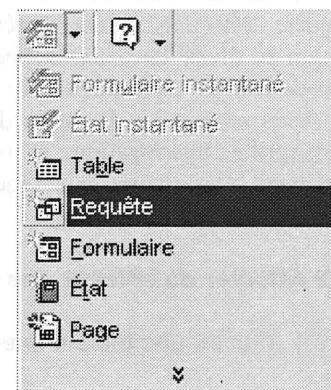 Formulaire instantané
État instantané
Table
Requête
Formulaire
État
Page